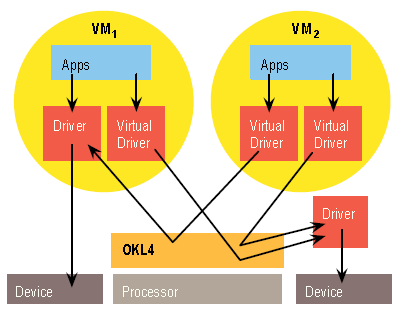 VM1
VM2
Apps
Apps
Driver
Virtual
Driver
Virtual
Driver
Virtual
Driver
Driver
OKL4
Device
Processor
Device